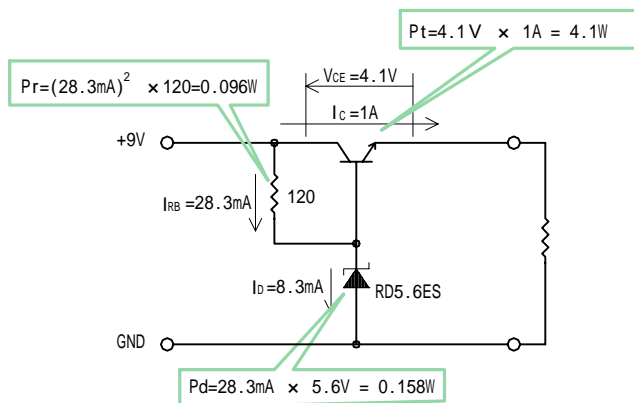 Pt=4.1V × 1A = 4.1W
Pr=(28.3mA)² ×120=0.096W
VCE=4.1V
IC=1A
+9V
IRB=28.3mA
120
ID=8.3mA
RD5.6ES
GND
Pd=28.3mA × 5.6V = 0.158W